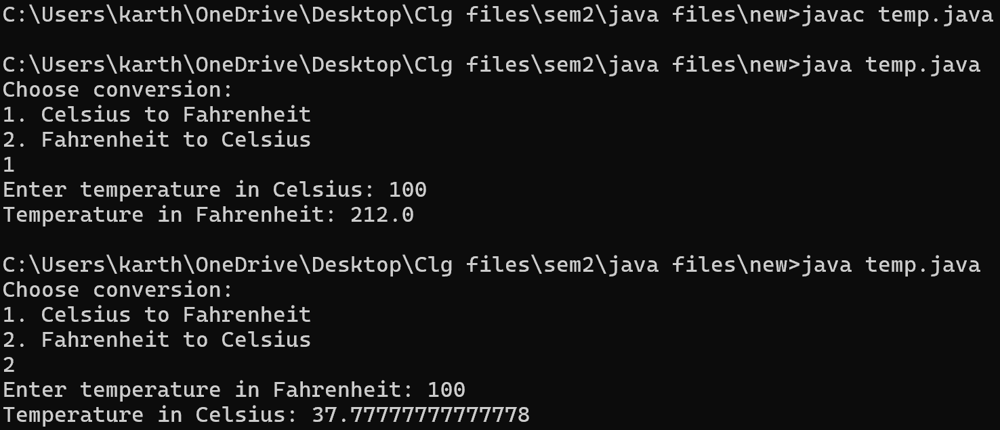 C:\Users\karth\OneDrive\Desktop\Clg files\sem2\java files\new>javac temp.java
C:\Users\karth\OneDrive\Desktop\Clg files\sem2\java files\new>java temp.java
Choose conversion:
1. Celsius to Fahrenheit
2. Fahrenheit to Celsius
1
Enter temperature in Celsius: 100
Temperature in Fahrenheit: 212.0
C:\Users\karth\OneDrive\Desktop\Clg files\sem2\java files\new>java temp.java
Choose conversion:
1. Celsius to Fahrenheit
2. Fahrenheit to Celsius
2
Enter temperature in Fahrenheit: 100
Temperature in Celsius: 37.77777777777778